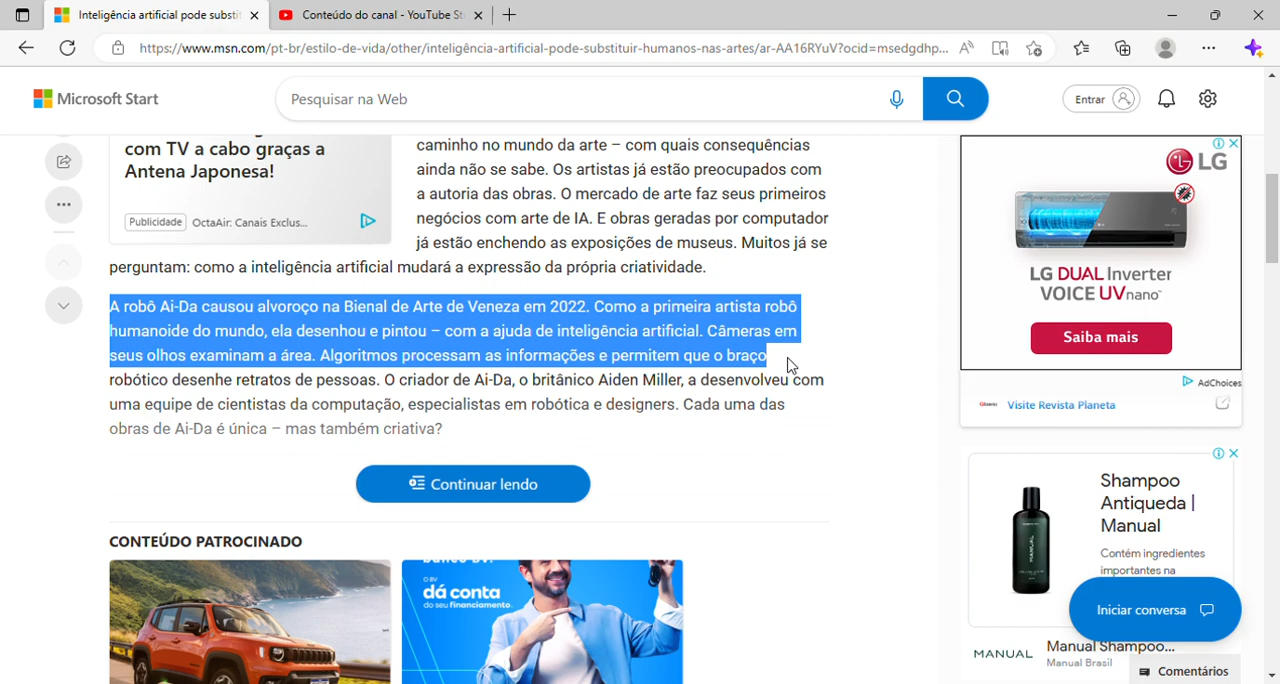 Inteligência artificial pode substit
Conteúdo do canal - YouTube St
https://www.msn.com/pt-br/estilo-de-vida/other/inteligência-artificial-pode-substituir-humanos-nas-artes/ar-AA16RYuV?ocid=msedgdhp...
Microsoft Start
Pesquisar na Web
Entrar
com TV a cabo graças a
Antena Japonesa!
Publicidade OctaAir: Canais Exclus...
caminho no mundo da arte – com quais consequências
ainda não se sabe. Os artistas já estão preocupados com
a autoria das obras. O mercado de arte faz seus primeiros
negócios com arte de IA. E obras geradas por computador
já estão enchendo as exposições de museus. Muitos já se
perguntam: como a inteligência artificial mudará a expressão da própria criatividade.
A robô Ai-Da causou alvoroço na Bienal de Arte de Veneza em 2022. Como a primeira artista robô
humanoide do mundo, ela desenhou e pintou – com a ajuda de inteligência artificial. Câmeras em
seus olhos examinam a área. Algoritmos processam as informações e permitem que o braço
robótico desenhe retratos de pessoas. O criador de Ai-Da, o britânico Aiden Miller, a desenvolveu com
uma equipe de cientistas da computação, especialistas em robótica e designers. Cada uma das
obras de Ai-Da é única – mas também criativa?
Continuar lendo
CONTEÚDO PATROCINADO
dá conta
do seu financiamento.
LG
LG DUAL Inverter
VOICE UVnano™
Saiba mais
AdChoices
Visite Revista Planeta
Shampoo
Antiqueda |
Manual
Contém ingredientes
importantes na
MANUAL
Iniciar conversa
MANUAL
Manual Shampoo...
Manual Brasil
Comentários